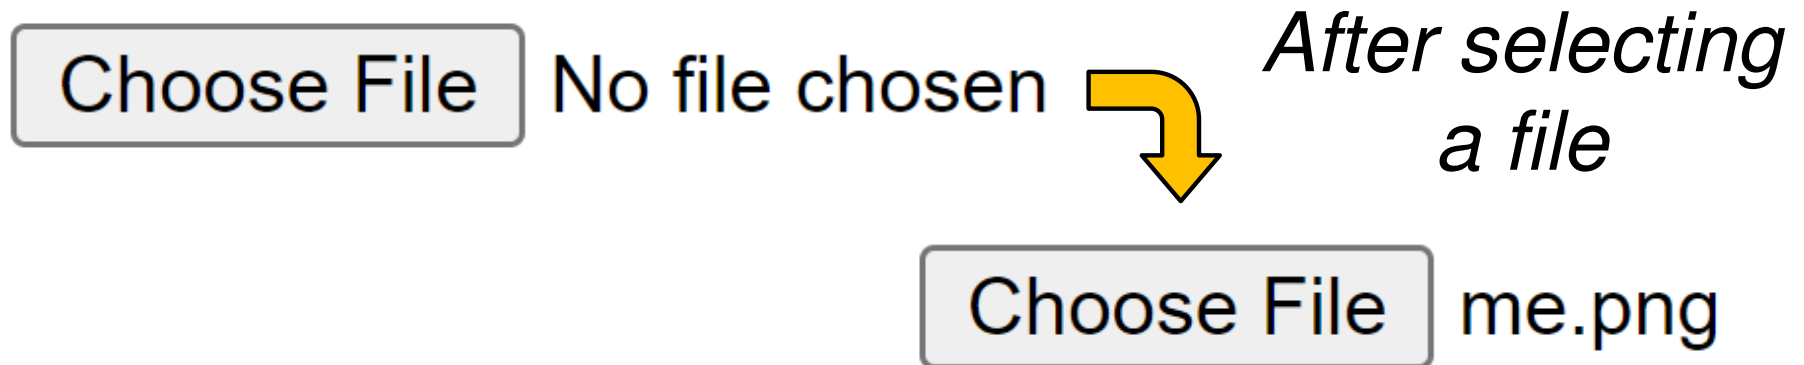 Choose File No file chosen
After selecting
a file
Choose File me.png